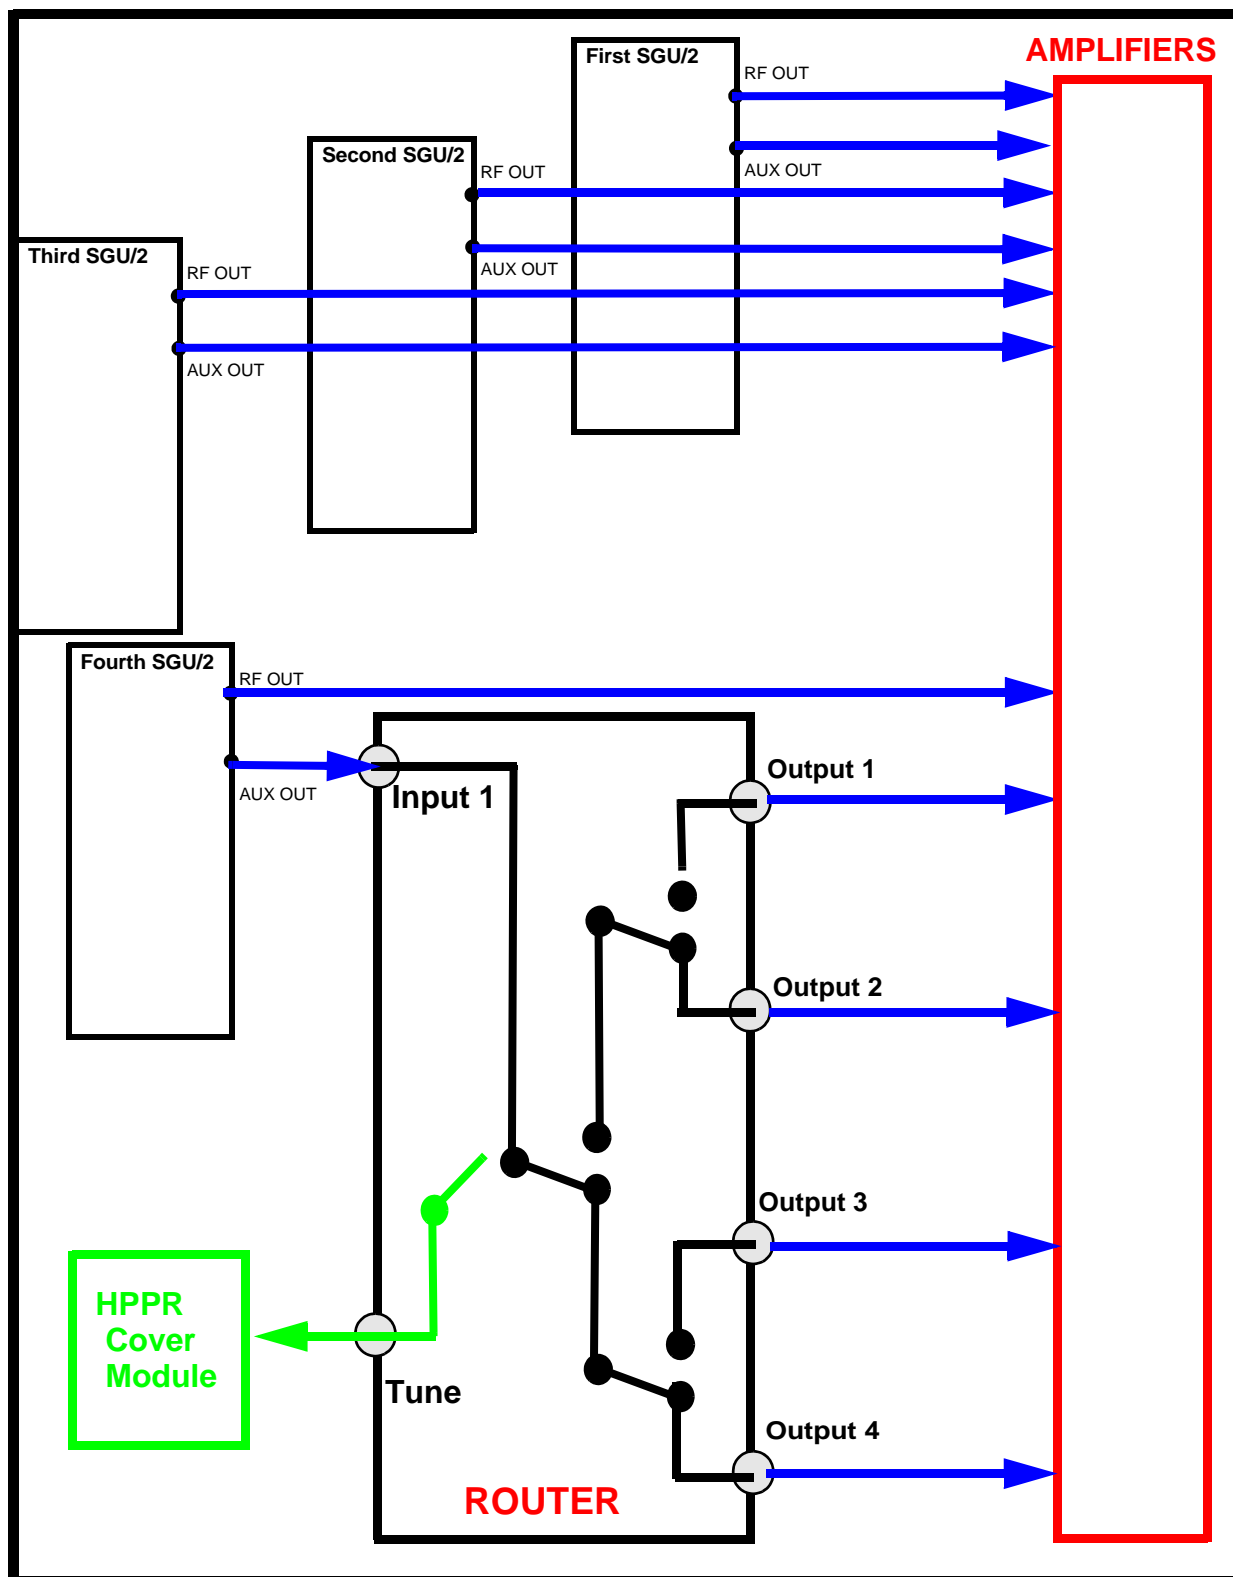 First SGU/2
AMPLIFIERS
RF OUT
AUX OUT
Second SGU/2
RF OUT
AUX OUT
Third SGU/2
RF OUT
AUX OUT
Fourth SGU/2
RF OUT
AUX OUT
Input 1
Output 1
Output 2
Output 3
Output 4
HPPR
Cover
Module
Tune
ROUTER